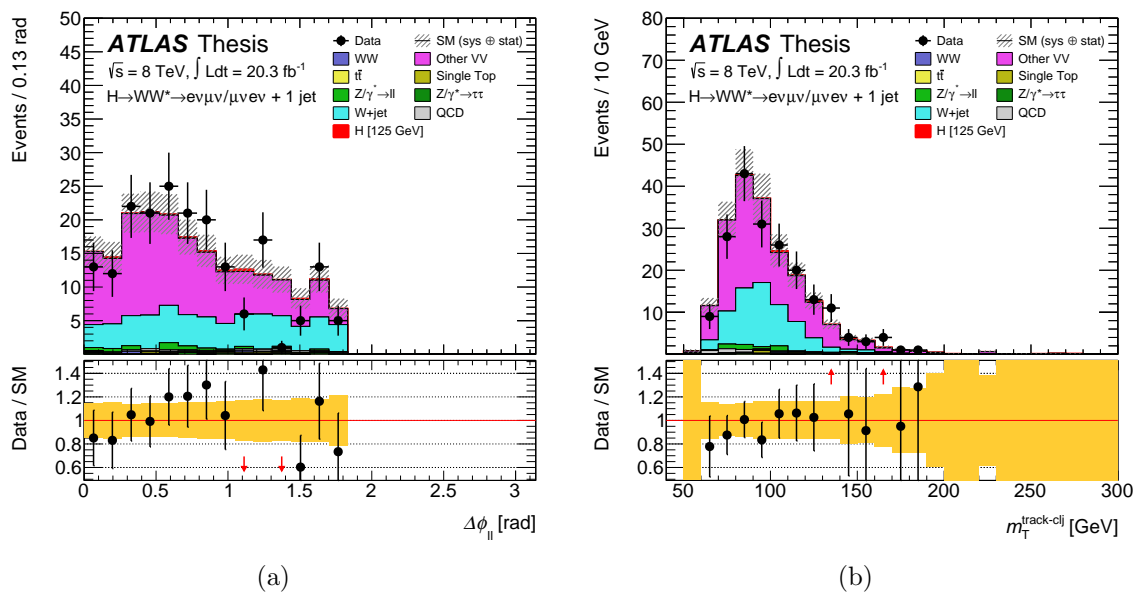 Events / 0.13 rad
50
45
40
35
30
25
20
15
10
5
ATLAS Thesis
√s = 8 TeV, ∫ Ldt = 20.3 fb⁻¹
H→WW*→eνμν/μνeν + 1 jet
Data
SM (sys ⊕ stat)
WW
Other VV
tt̄
Single Top
Z/γ*→ll
Z/γ*→ττ
W+jet
QCD
H [125 GeV]
Data / SM
1.4
1.2
1
0.8
0.6
0 0.5 1 1.5 2 2.5 3
Δϕ_ll [rad]
(a)
Events / 10 GeV
80
70
60
50
40
30
20
10
ATLAS Thesis
√s = 8 TeV, ∫ Ldt = 20.3 fb⁻¹
H→WW*→eνμν/μνeν + 1 jet
Data
SM (sys ⊕ stat)
WW
Other VV
tt̄
Single Top
Z/γ*→ll
Z/γ*→ττ
W+jet
QCD
H [125 GeV]
Data / SM
1.4
1.2
1
0.8
0.6
50 100 150 200 250 300
m_T^track-clj [GeV]
(b)